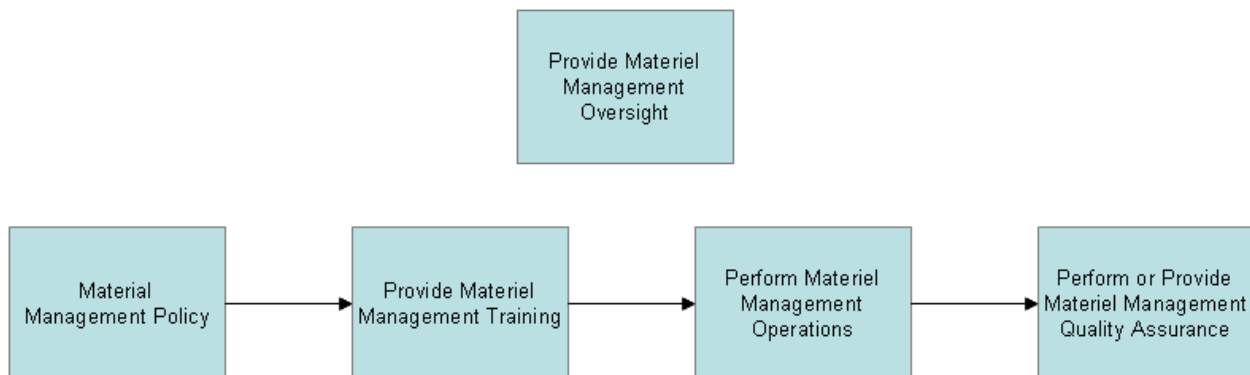 Provide Materiel
Management
Oversight
Material
Management Policy
Provide Materiel
Management Training
Perform Materiel
Management
Operations
Perform or Provide
Materiel Management
Quality Assurance